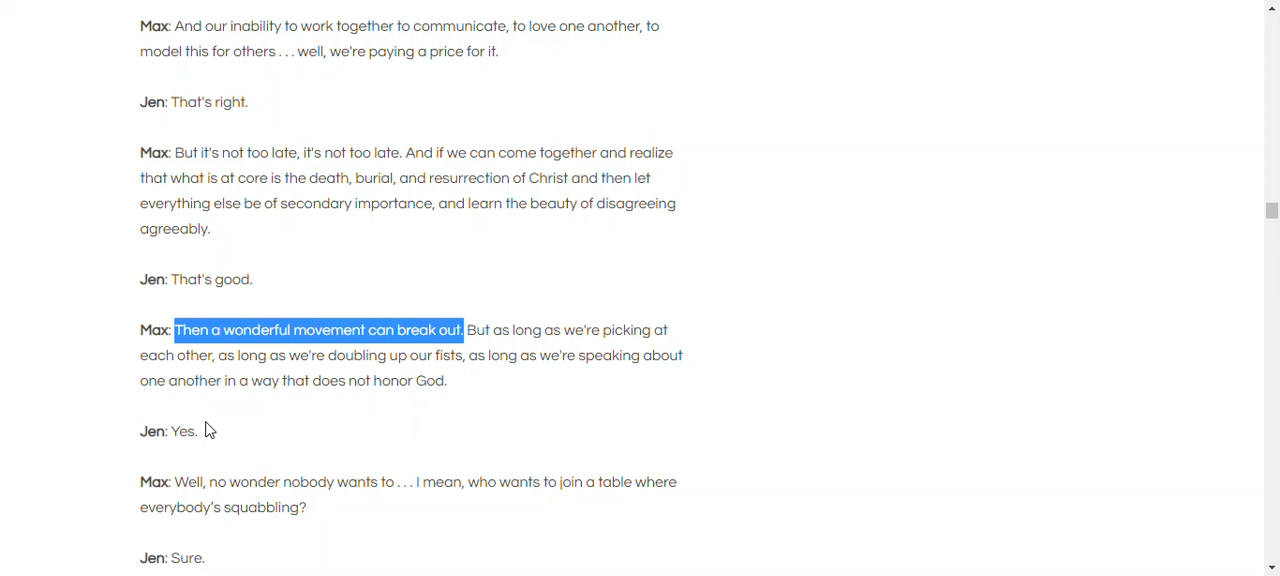 Max: And our inability to work together to communicate, to love one another, to
model this for others . . . well, we're paying a price for it.
Jen: That's right.
Max: But it's not too late, it's not too late. And if we can come together and realize
that what is at core is the death, burial, and resurrection of Christ and then let
everything else be of secondary importance, and learn the beauty of disagreeing
agreeably.
Jen: That's good.
Max: Then a wonderful movement can break out. But as long as we're picking at
each other, as long as we're doubling up our fists, as long as we're speaking about
one another in a way that does not honor God.
Jen: Yes.
Max: Well, no wonder nobody wants to . . . I mean, who wants to join a table where
everybody’s squabbling?
Jen: Sure.